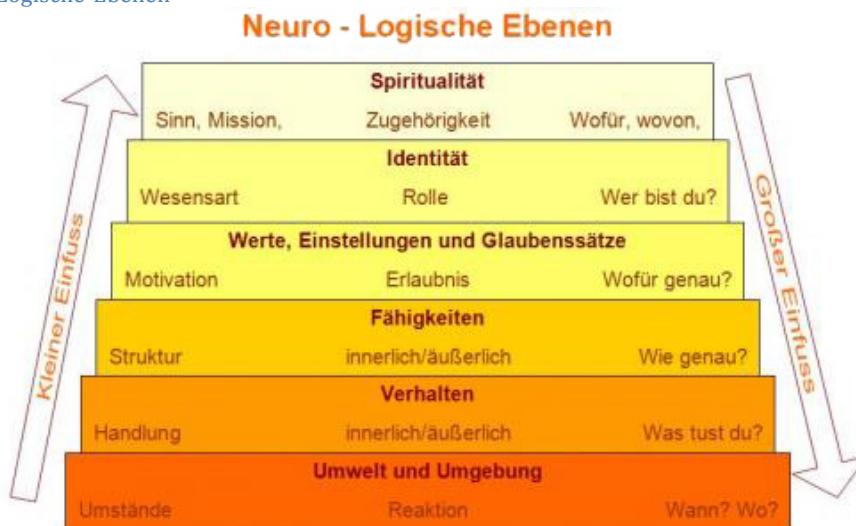 Logische Ebenen
Neuro - Logische Ebenen
Spiritualität
Sinn, Mission, Zugehörigkeit Wofür, wovon,
Identität
Wesensart Rolle Wer bist du?
Werte, Einstellungen und Glaubenssätze
Motivation Erlaubnis Wofür genau?
Fähigkeiten
Struktur innerlich/äußerlich Wie genau?
Verhalten
Handlung innerlich/äußerlich Was tust du?
Umwelt und Umgebung
Umstände Reaktion Wann? Wo?
Kleiner Einfuss
Großer Einfuss